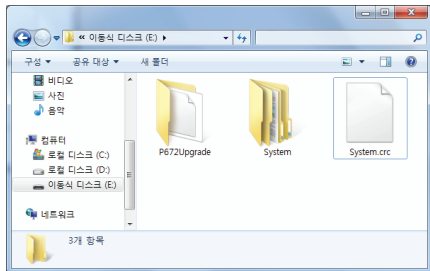 « 이동식 디스크 (E:) ▸
구성 ▼ 공유 대상 ▼ 새 폴더
비디오
사진
음악
컴퓨터
로컬 디스크 (C:)
로컬 디스크 (D:)
이동식 디스크 (E:)
네트워크
P672Upgrade
System
System.crc
3개 항목